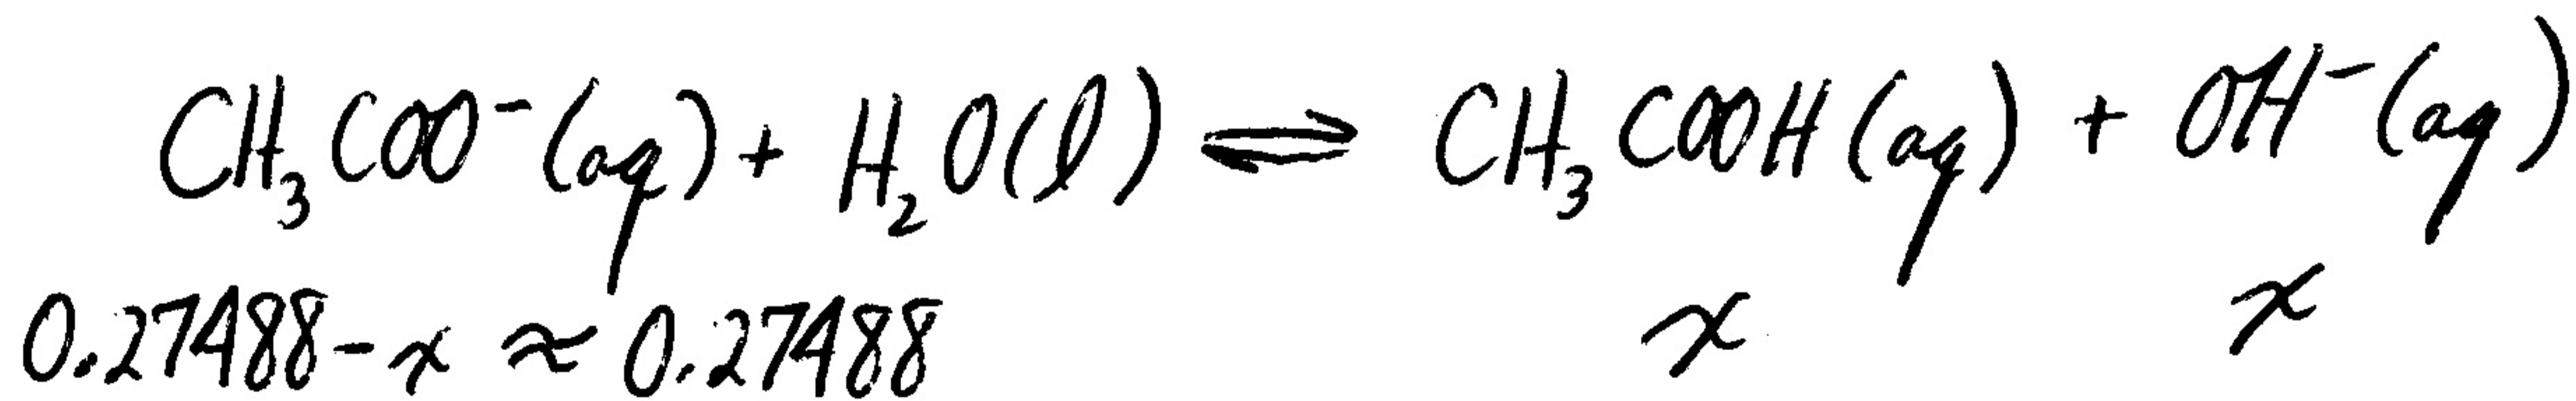 CH₃COO⁻(aq) + H₂O(l) ⇌ CH₃COOH(aq) + OH⁻(aq)
0.27488-x ≈ 0.27488 x x